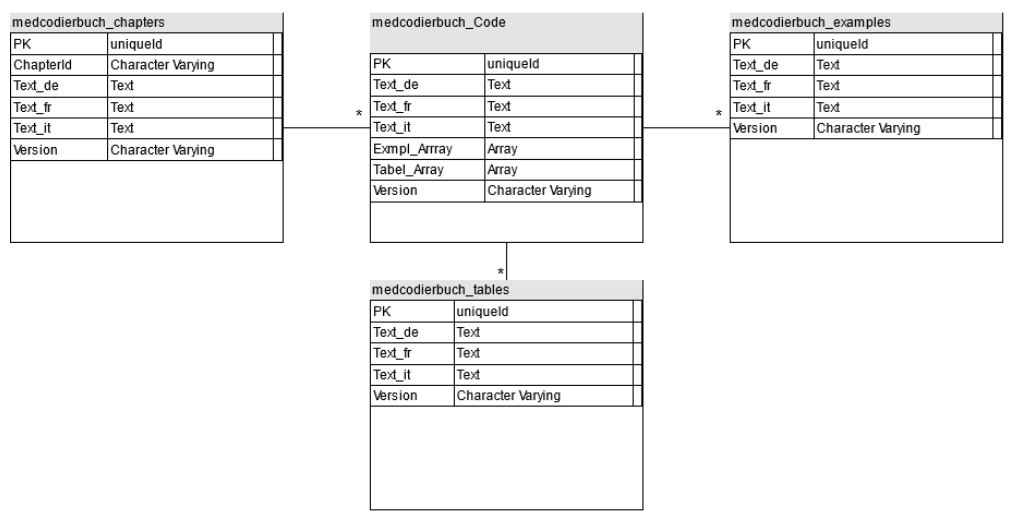 medcodierbuch_chapters
PK uniqueId
ChapterId Character Varying
Text_de Text
Text_fr Text
Text_it Text
Version Character Varying
*
medcodierbuch_Code
PK uniqueId
Text_de Text
Text_fr Text
Text_it Text
Exmpl_Arrray Array
Tabel_Array Array
Version Character Varying
*
medcodierbuch_examples
PK uniqueId
Text_de Text
Text_fr Text
Text_it Text
Version Character Varying
*
medcodierbuch_tables
PK uniqueId
Text_de Text
Text_fr Text
Text_it Text
Version Character Varying